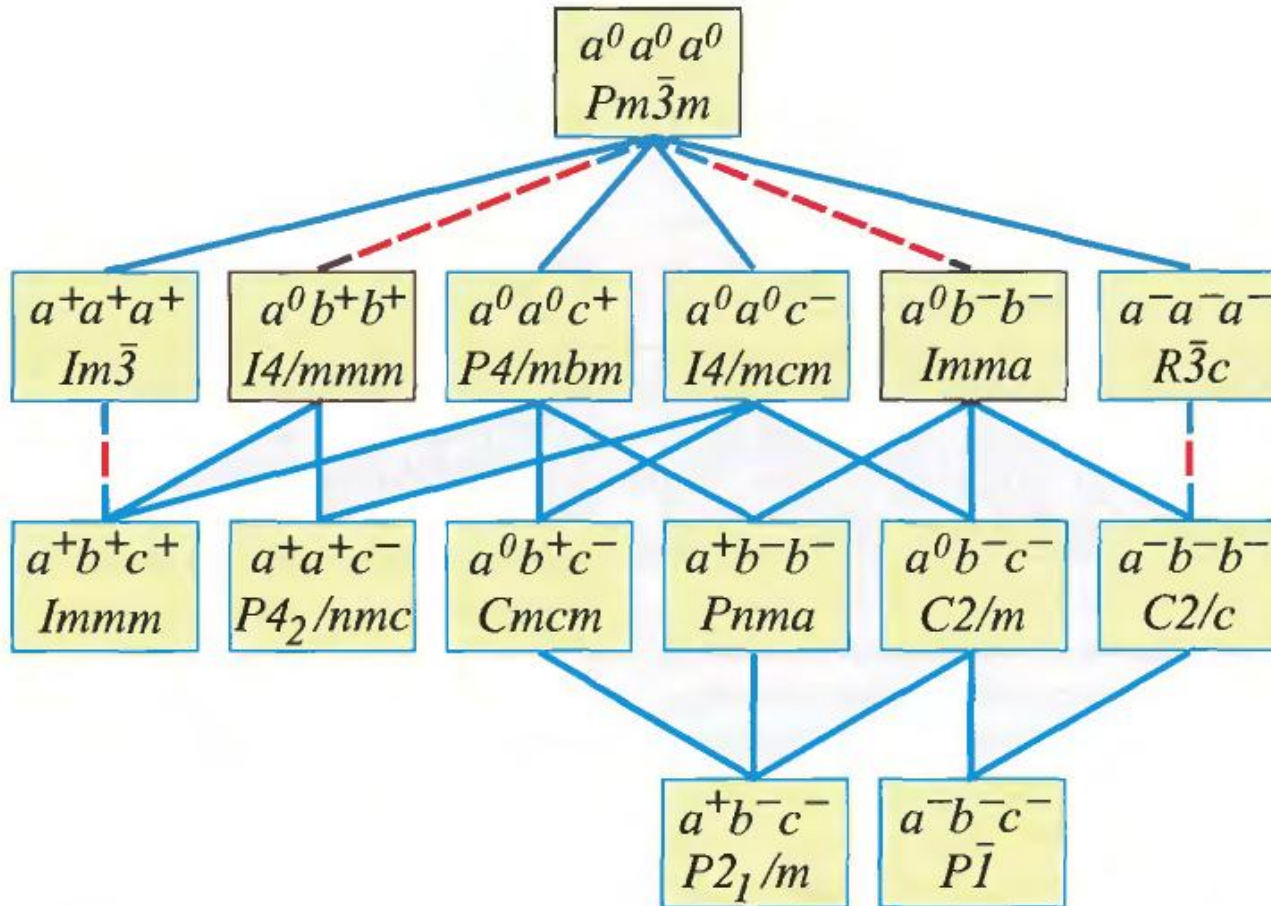 a⁰a⁰a⁰
Pm3̄m
a⁺a⁺a⁺
Im3̄
a⁰b⁺b⁺
I4/mmm
a⁰a⁰c⁺
P4/mbm
a⁰a⁰c⁻
I4/mcm
a⁰b⁻b⁻
Imma
a⁻a⁻a⁻
R3̄c
a⁺b⁺c⁺
Immm
a⁺a⁺c⁻
P4₂/nmc
a⁰b⁺c⁻
Cmcm
a⁺b⁻b⁻
Pnma
a⁰b⁻c⁻
C2/m
a⁻b⁻b⁻
C2/c
a⁺b⁻c⁻
P2₁/m
a⁻b⁻c⁻
P1̄